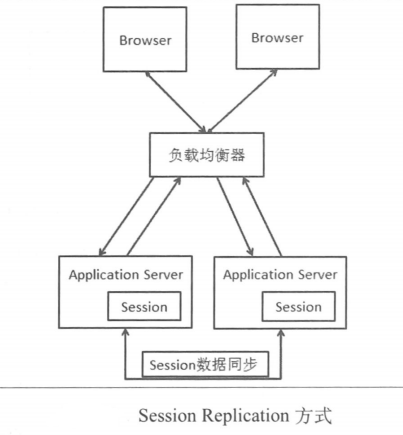 Browser
Browser
负载均衡器
Application Server
Application Server
Session
Session
Session数据同步
Session Replication 方式